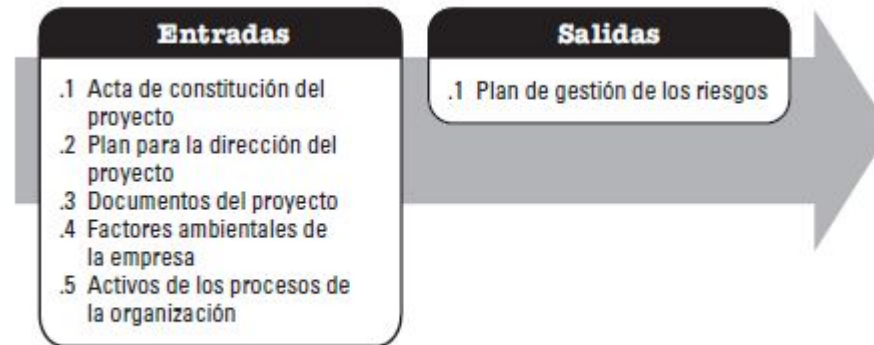 Entradas
.1 Acta de constitución del
proyecto
.2 Plan para la dirección del
proyecto
.3 Documentos del proyecto
.4 Factores ambientales de
la empresa
.5 Activos de los procesos de
la organización
Salidas
.1 Plan de gestión de los riesgos